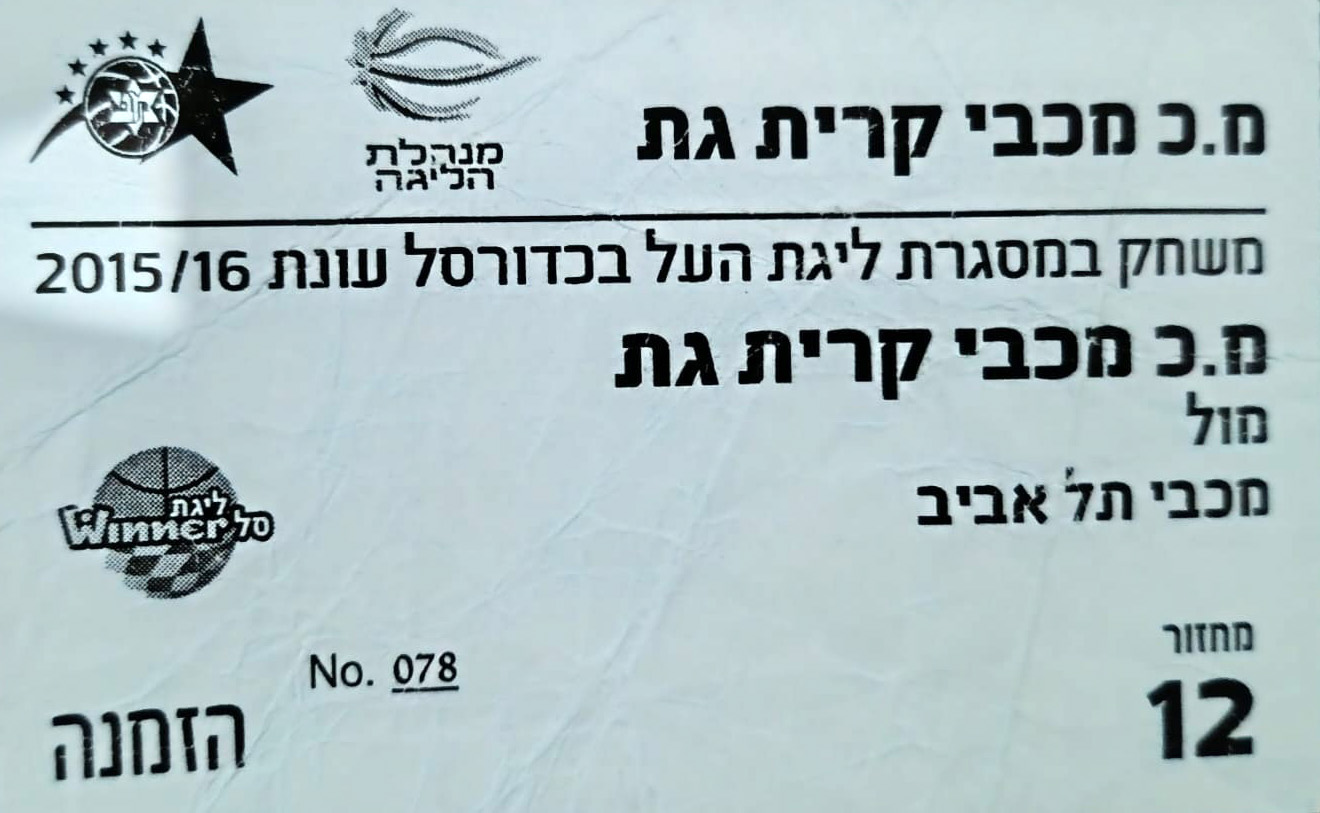 מ.כ מכבי קרית גת
מנהלת
הליגה
משחק במסגרת ליגת העל בכדורסל עונת 2015/16
מ.כ מכבי קרית גת
מול
מכבי תל אביב
ליגת
Winner סל
מחזור
12
No. 078
הזמנה